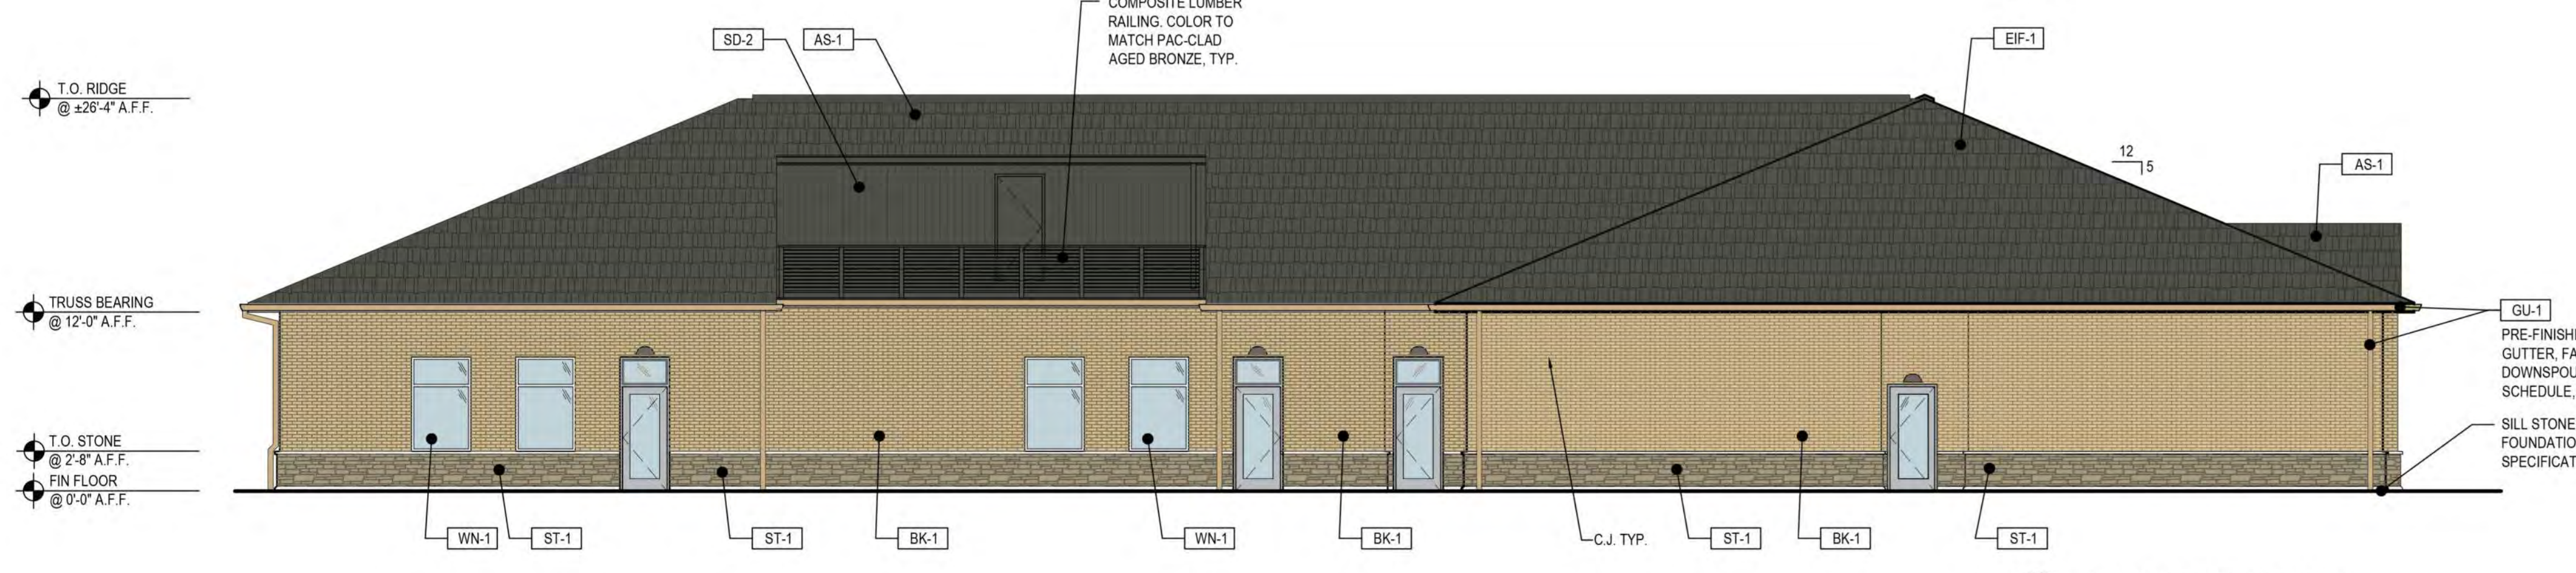 COMPOSITE LUMBER
RAILING. COLOR TO
MATCH PAC-CLAD
AGED BRONZE, TYP.
SD-2
AS-1
EIF-1
T.O. RIDGE
@ ±26'-4" A.F.F.
12
5
AS-1
TRUSS BEARING
@ 12'-0" A.F.F.
GU-1
PRE-FINISH
GUTTER, FA
DOWNSPOU
SCHEDULE,
T.O. STONE
@ 2'-8" A.F.F.
SILL STONE
FOUNDATIO
SPECIFICAT
FIN FLOOR
@ 0'-0" A.F.F.
WN-1
ST-1
ST-1
BK-1
WN-1
BK-1
C.J. TYP.
ST-1
BK-1
ST-1